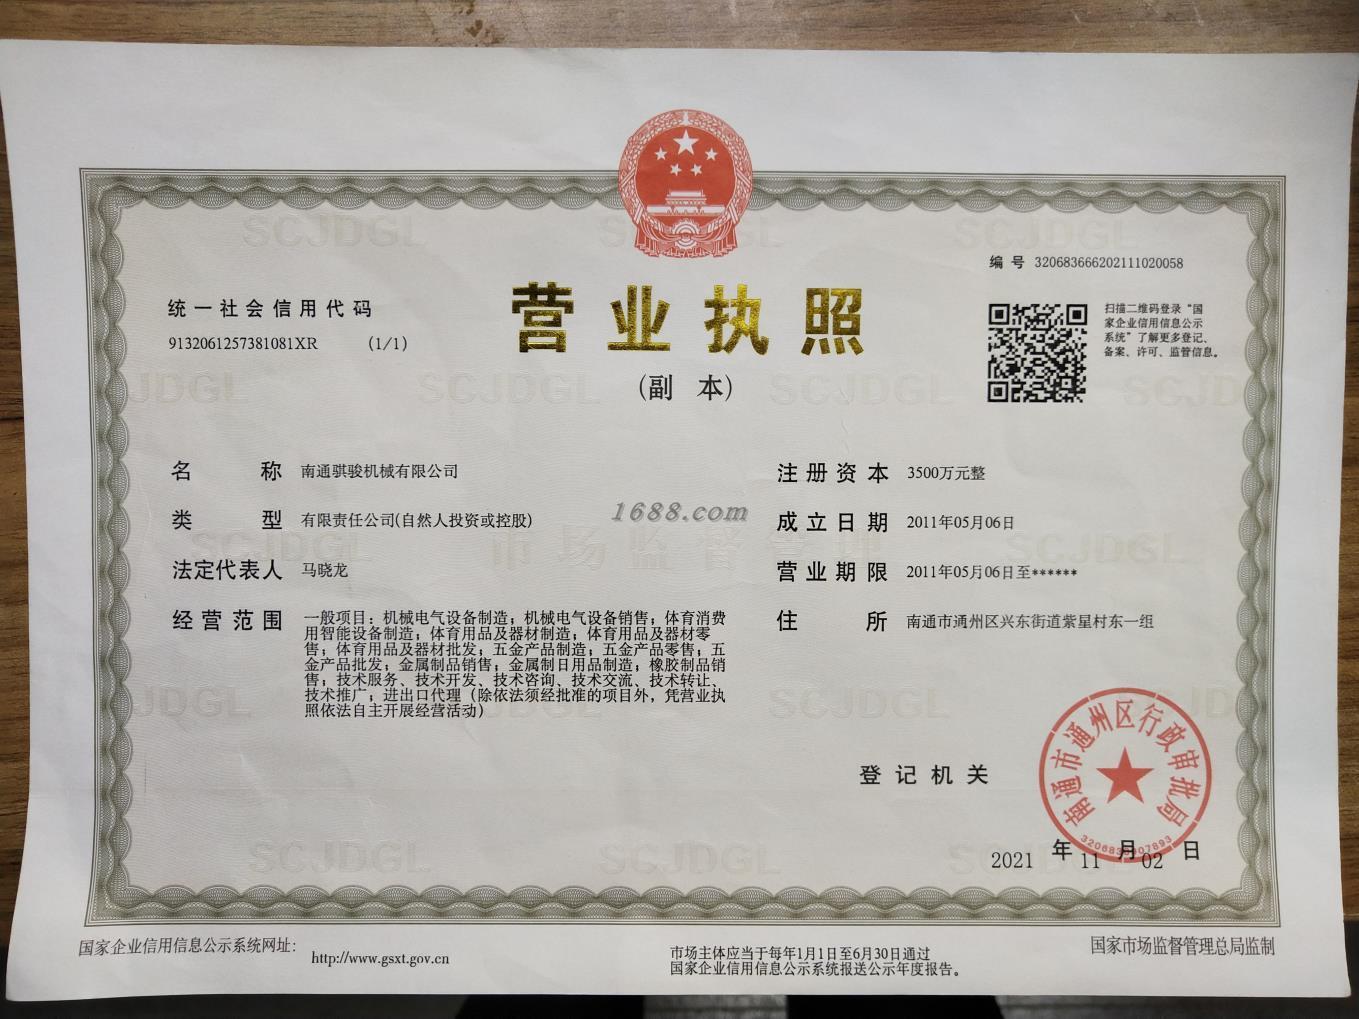 编号 320683666202111020058
统一社会信用代码
9132061257381081XR (1/1)
营业执照
(副本)
扫描二维码登录“国
家企业信用信息公示
系统”了解更多登记、
备案、许可、监管信息。
名称 南通骐骏机械有限公司
类型 有限责任公司(自然人投资或控股)
法定代表人 马晓龙
经营范围 一般项目：机械电气设备制造；机械电气设备销售；体育消费
用智能设备制造；体育用品及器材制造；体育用品及器材零
售；体育用品及器材批发；五金产品制造；五金产品零售；五
金产品批发；金属制品销售；金属制日用品制造；橡胶制品销
售；技术服务、技术开发、技术咨询、技术交流、技术转让、
技术推广；进出口代理（除依法须经批准的项目外，凭营业执
照依法自主开展经营活动）
注册资本 3500万元整
成立日期 2011年05月06日
营业期限 2011年05月06日至******
住所 南通市通州区兴东街道紫星村东一组
1688.com
登记机关
南通市通州区行政审批局
2021年11月02日
国家企业信用信息公示系统网址：
http://www.gsxt.gov.cn
市场主体应当于每年1月1日至6月30日通过
国家企业信用信息公示系统报送公示年度报告。
国家市场监督管理总局监制